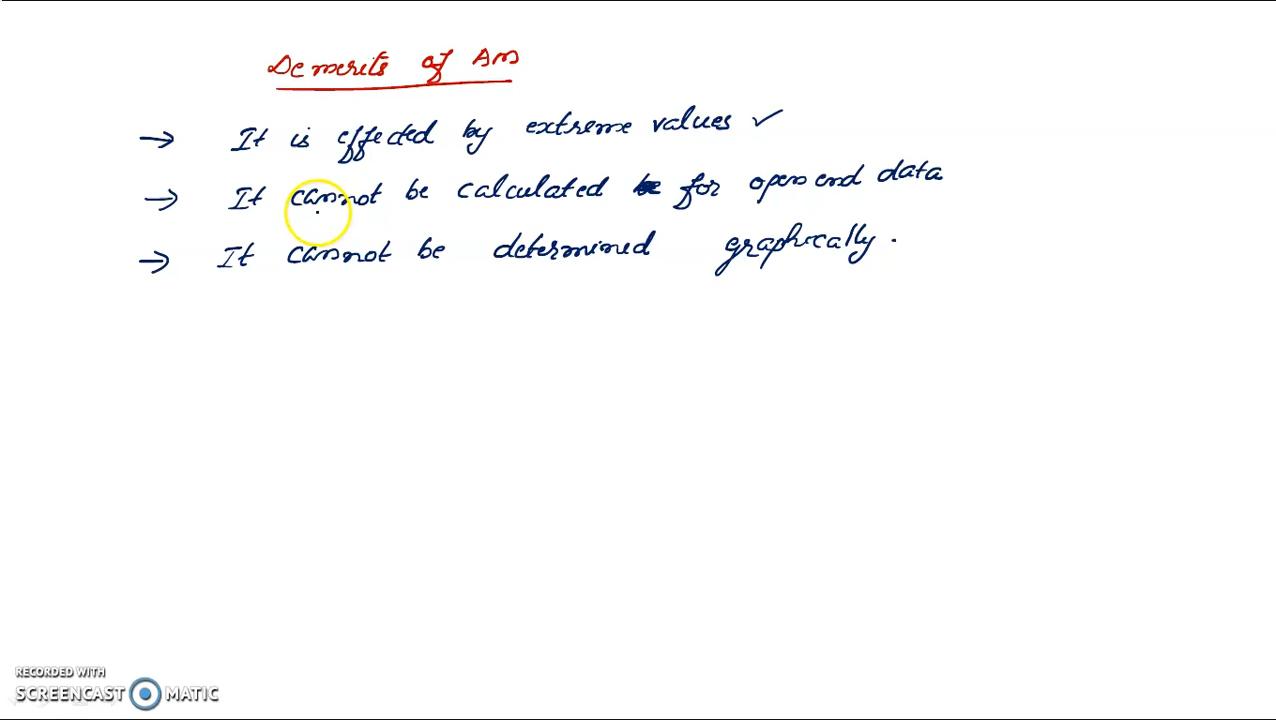 Demerits of AM
→ It is effected by extreme values ✓
→ It cannot be calculated for open end data
→ It cannot be determined graphically.
RECORDED WITH
SCREENCAST MATIC